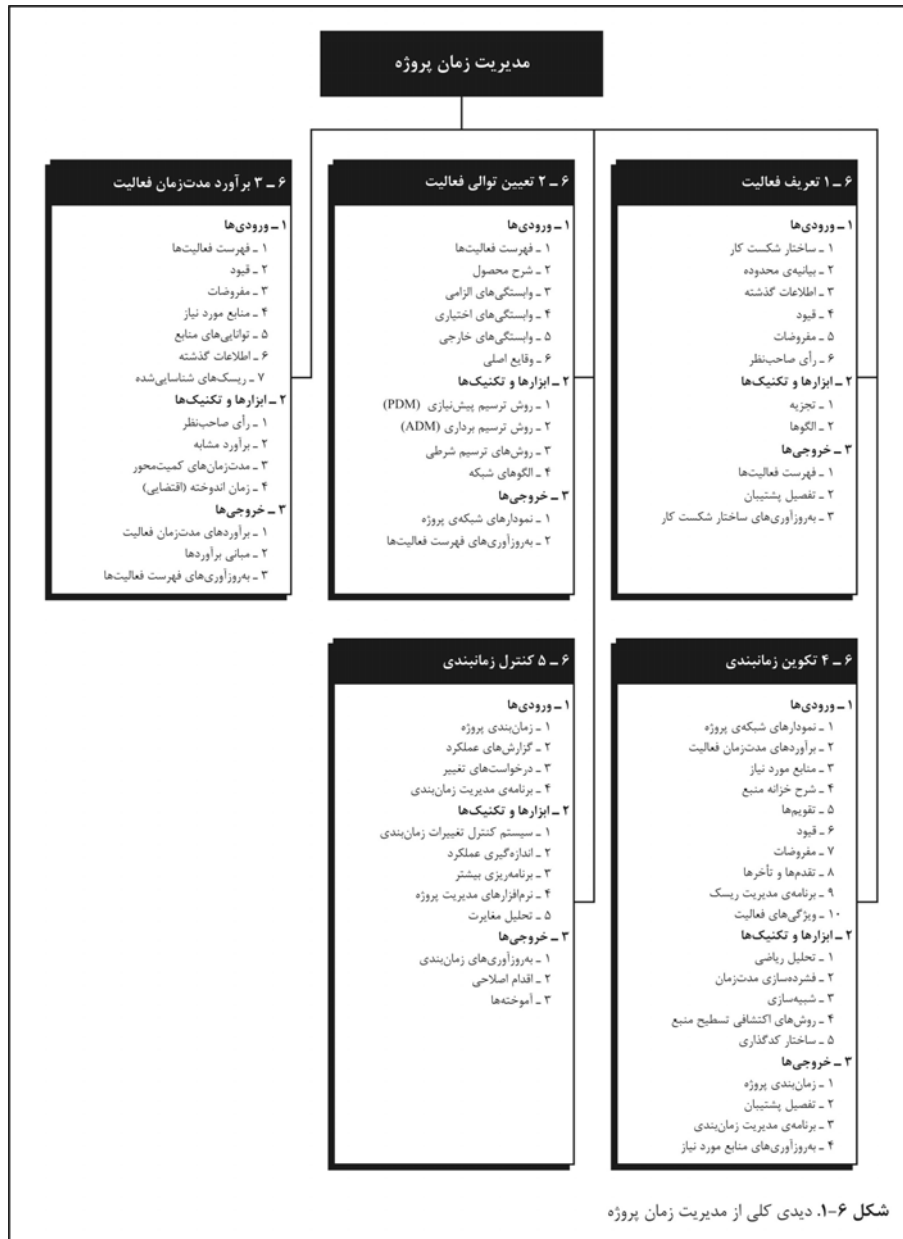 مدیریت زمان پروژه
۶ ـ ۱ تعریف فعالیت
۱ ـ ورودی‌ها
۱ ـ ساختار شکست کار
۲ ـ بیانیه‌ی محدوده
۳ ـ اطلاعات گذشته
۴ ـ قیود
۵ ـ مفروضات
۶ ـ رأی صاحب‌نظر
۲ ـ ابزارها و تکنیک‌ها
۱ ـ تجزیه
۲ ـ الگوها
۳ ـ خروجی‌ها
۱ ـ فهرست فعالیت‌ها
۲ ـ تفصیل پشتیبان
۳ ـ به‌روزآوری‌های ساختار شکست کار
۶ ـ ۲ تعیین توالی فعالیت
۱ ـ ورودی‌ها
۱ ـ فهرست فعالیت‌ها
۲ ـ شرح محصول
۳ ـ وابستگی‌های الزامی
۴ ـ وابستگی‌های اختیاری
۵ ـ وابستگی‌های خارجی
۶ ـ وقایع اصلی
۲ ـ ابزارها و تکنیک‌ها
۱ ـ روش ترسیم پیش‌نیازی (PDM)
۲ ـ روش ترسیم برداری (ADM)
۳ ـ روش‌های ترسیم شرطی
۴ ـ الگوهای شبکه
۳ ـ خروجی‌ها
۱ ـ نمودارهای شبکه‌ی پروژه
۲ ـ به‌روزآوری‌های فهرست فعالیت‌ها
۶ ـ ۳ برآورد مدت‌زمان فعالیت
۱ ـ ورودی‌ها
۱ ـ فهرست فعالیت‌ها
۲ ـ قیود
۳ ـ مفروضات
۴ ـ منابع مورد نیاز
۵ ـ توانایی‌های منابع
۶ ـ اطلاعات گذشته
۷ ـ ریسک‌های شناسایی‌شده
۲ ـ ابزارها و تکنیک‌ها
۱ ـ رأی صاحب‌نظر
۲ ـ برآورد مشابه
۳ ـ مدت‌زمان‌های کمیت‌محور
۴ ـ زمان اندوخته (اقتضایی)
۳ ـ خروجی‌ها
۱ ـ برآوردهای مدت‌زمان فعالیت
۲ ـ مبانی برآوردها
۳ ـ به‌روزآوری‌های فهرست فعالیت‌ها
۶ ـ ۴ تکوین زمانبندی
۱ ـ ورودی‌ها
۱ ـ نمودارهای شبکه‌ی پروژه
۲ ـ برآوردهای مدت‌زمان فعالیت
۳ ـ منابع مورد نیاز
۴ ـ شرح خزانه منبع
۵ ـ تقویم‌ها
۶ ـ قیود
۷ ـ مفروضات
۸ ـ تقدم‌ها و تأخرها
۹ ـ برنامه‌ی مدیریت ریسک
۱۰ ـ ویژگی‌های فعالیت
۲ ـ ابزارها و تکنیک‌ها
۱ ـ تحلیل ریاضی
۲ ـ فشرده‌سازی مدت‌زمان
۳ ـ شبیه‌سازی
۴ ـ روش‌های اکتشافی تسطیح منبع
۵ ـ ساختار کدگذاری
۳ ـ خروجی‌ها
۱ ـ زمان‌بندی پروژه
۲ ـ تفصیل پشتیبان
۳ ـ برنامه‌ی مدیریت زمان‌بندی
۴ ـ به‌روزآوری‌های منابع مورد نیاز
۶ ـ ۵ کنترل زمانبندی
۱ ـ ورودی‌ها
۱ ـ زمان‌بندی پروژه
۲ ـ گزارش‌های عملکرد
۳ ـ درخواست‌های تغییر
۴ ـ برنامه‌ی مدیریت زمان‌بندی
۲ ـ ابزارها و تکنیک‌ها
۱ ـ سیستم کنترل تغییرات زمان‌بندی
۲ ـ اندازه‌گیری عملکرد
۳ ـ برنامه‌ریزی بیشتر
۴ ـ نرم‌افزارهای مدیریت پروژه
۵ ـ تحلیل مغایرت
۳ ـ خروجی‌ها
۱ ـ به‌روزآوری‌های زمان‌بندی
۲ ـ اقدام اصلاحی
۳ ـ آموخته‌ها
شکل ۶-۱. دیدی کلی از مدیریت زمان پروژه